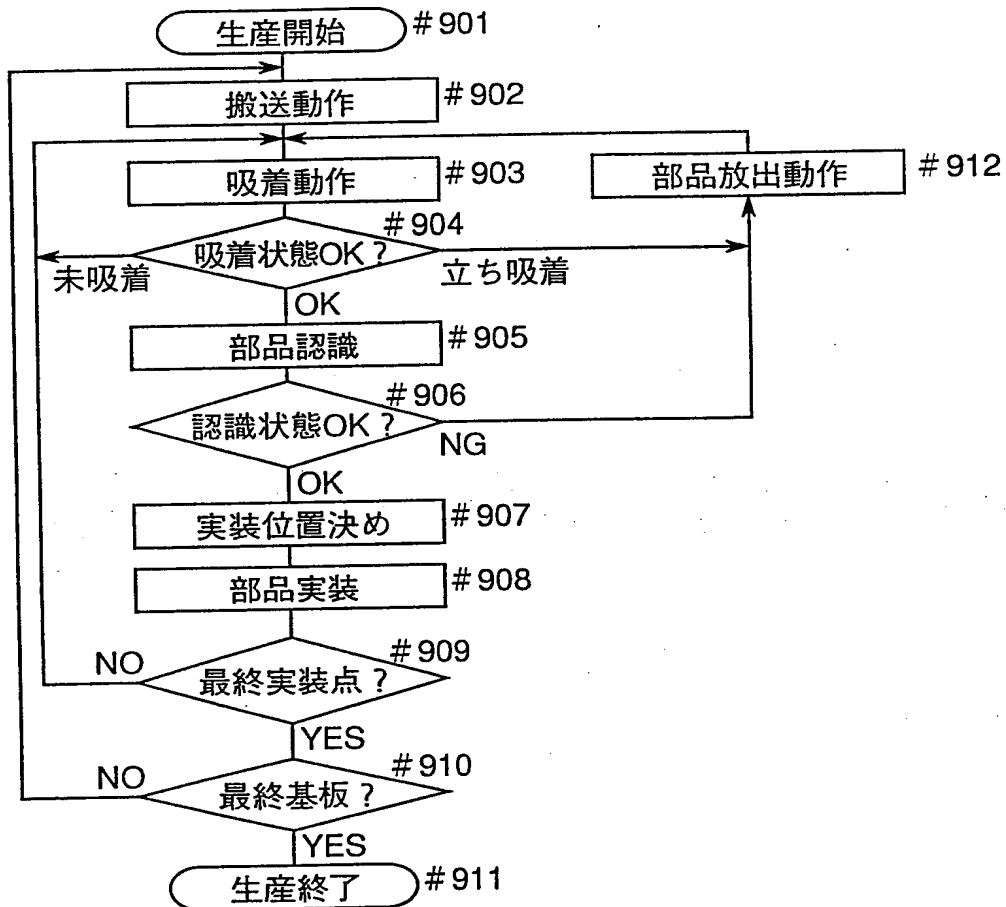 生産開始 #901
搬送動作 #902
吸着動作 #903
部品放出動作 #912
#904
吸着状態OK?
未吸着
立ち吸着
OK
部品認識 #905
#906
認識状態OK?
NG
OK
実装位置決め #907
部品実装 #908
#909
NO
最終実装点?
YES
#910
NO
最終基板?
YES
生産終了 #911